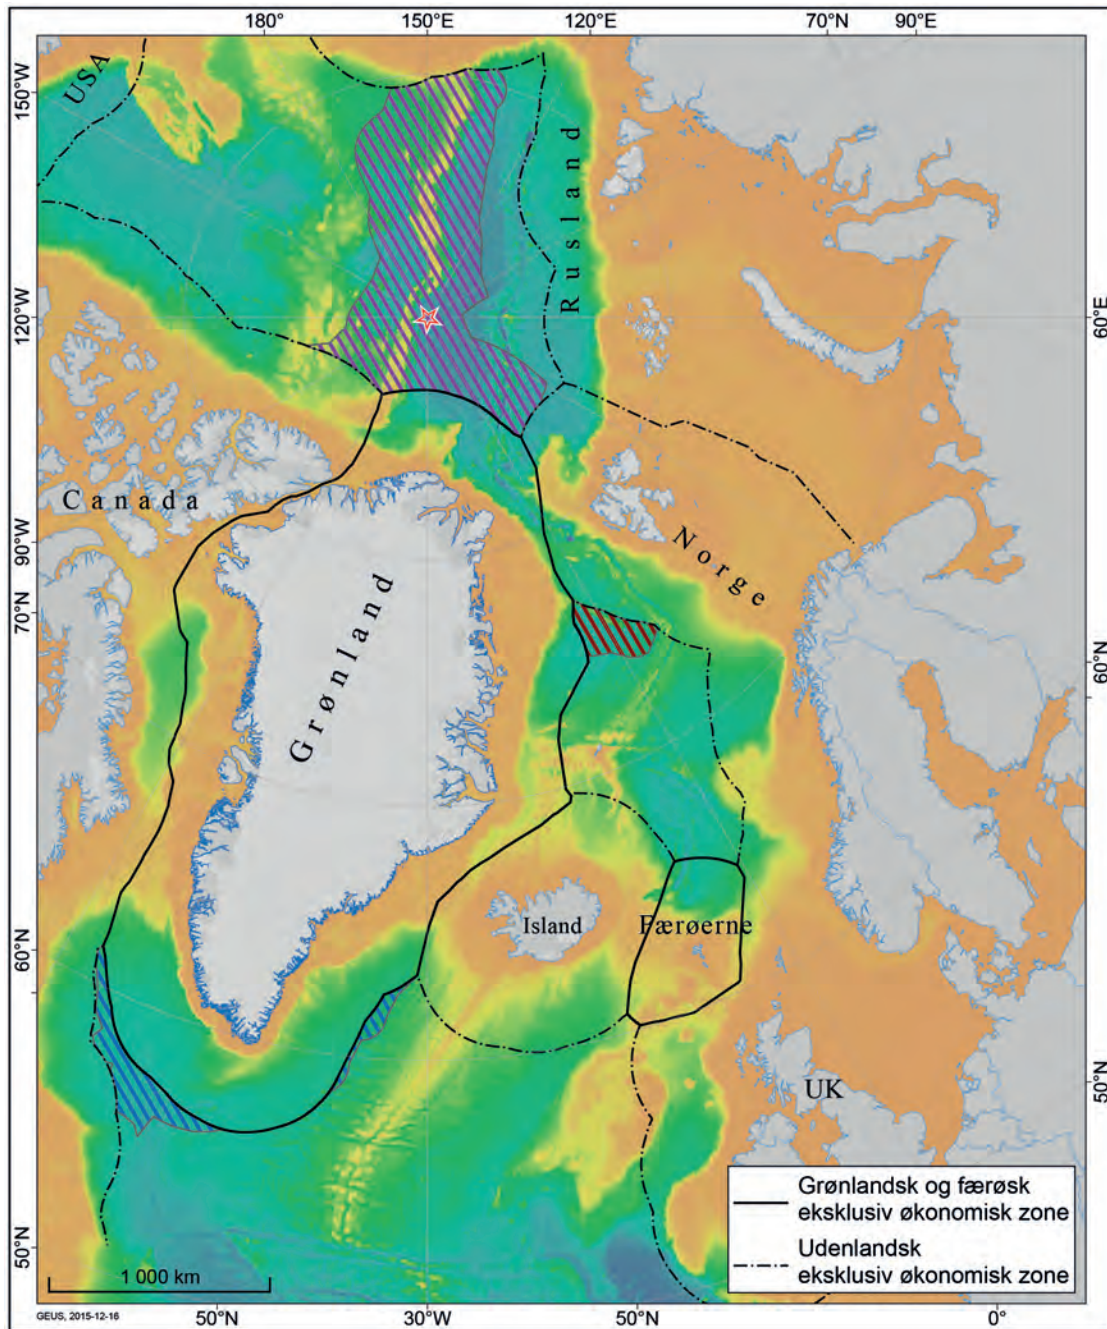 180°
150°E
120°E
70°N
90°E
150°W
USA
Rusland
120°W
60°E
Canada
90°W
70°N
Norge
Grønland
60°N
60°N
Island
Færøerne
UK
50°N
50°N
Grønlandsk og færøsk
eksklusiv økonomisk zone
Udenlandsk
eksklusiv økonomisk zone
1 000 km
GEUS, 2015-12-16
50°N
30°W
50°N
0°